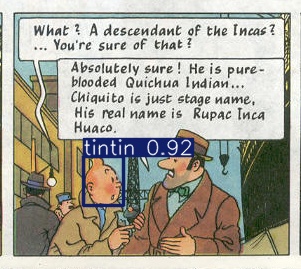 What? A descendant of the Incas?
... You're sure of that?
Absolutely sure! He is pure-
blooded Quichua Indian...
Chiquito is just stage name,
His real name is Rupac Inca
Huaco.
tintin 0.92